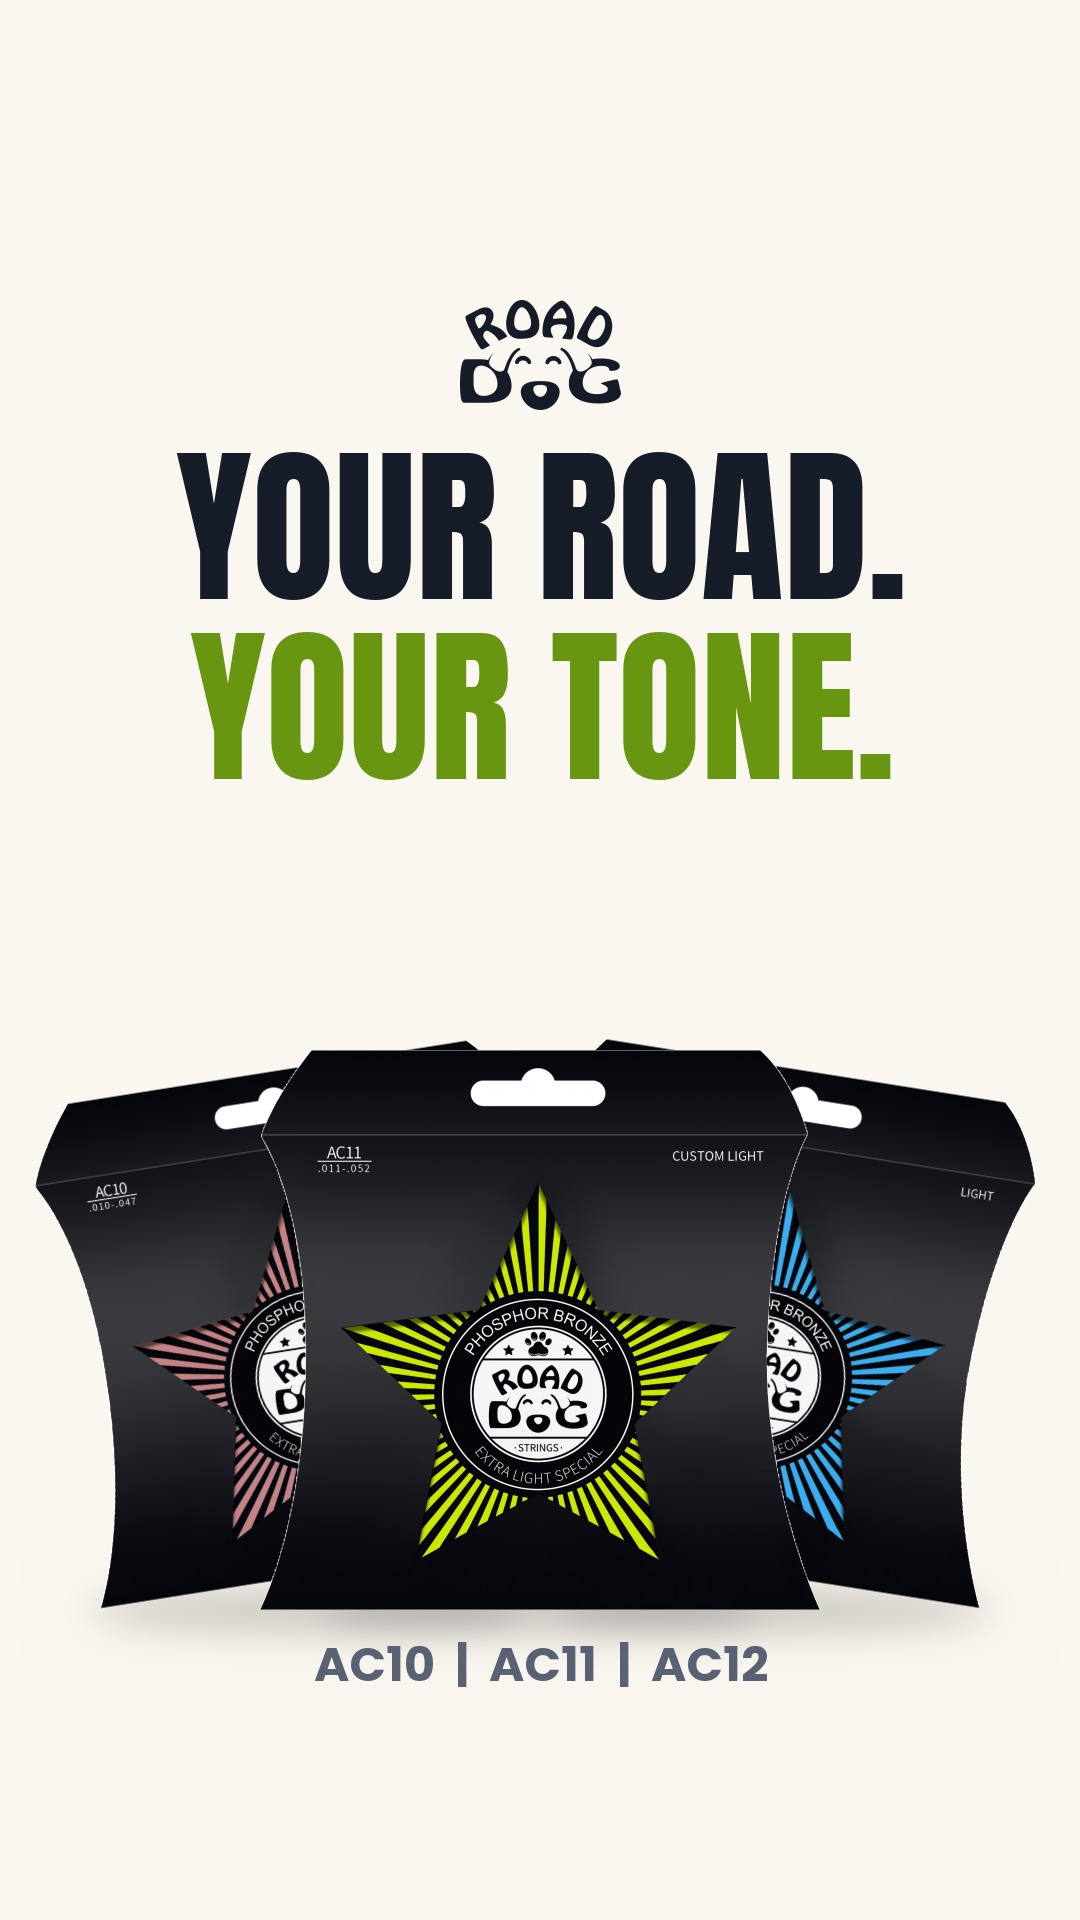 ROAD
DOG
YOUR ROAD.
YOUR TONE.
AC10
.010-.047
AC11
.011-.052
CUSTOM LIGHT
LIGHT
PHOSPHOR BRONZE
ROAD
DOG
·STRINGS·
EXTRA LIGHT SPECIAL
BRONZE
AC10 | AC11 | AC12